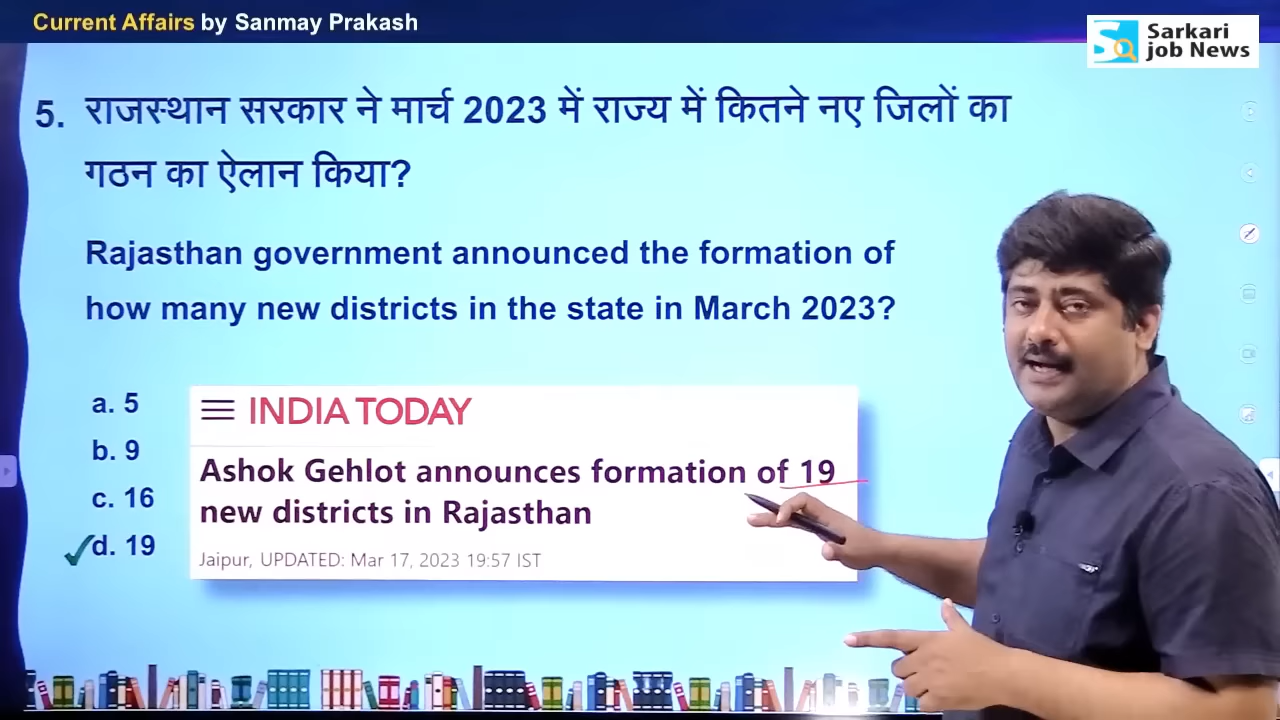 Current Affairs by Sanmay Prakash
Sarkari
job News
5. राजस्थान सरकार ने मार्च 2023 में राज्य में कितने नए जिलों का
गठन का ऐलान किया?
Rajasthan government announced the formation of
how many new districts in the state in March 2023?
a. 5
b. 9
c. 16
d. 19
INDIA TODAY
Ashok Gehlot announces formation of 19
new districts in Rajasthan
Jaipur, UPDATED: Mar 17, 2023 19:57 IST